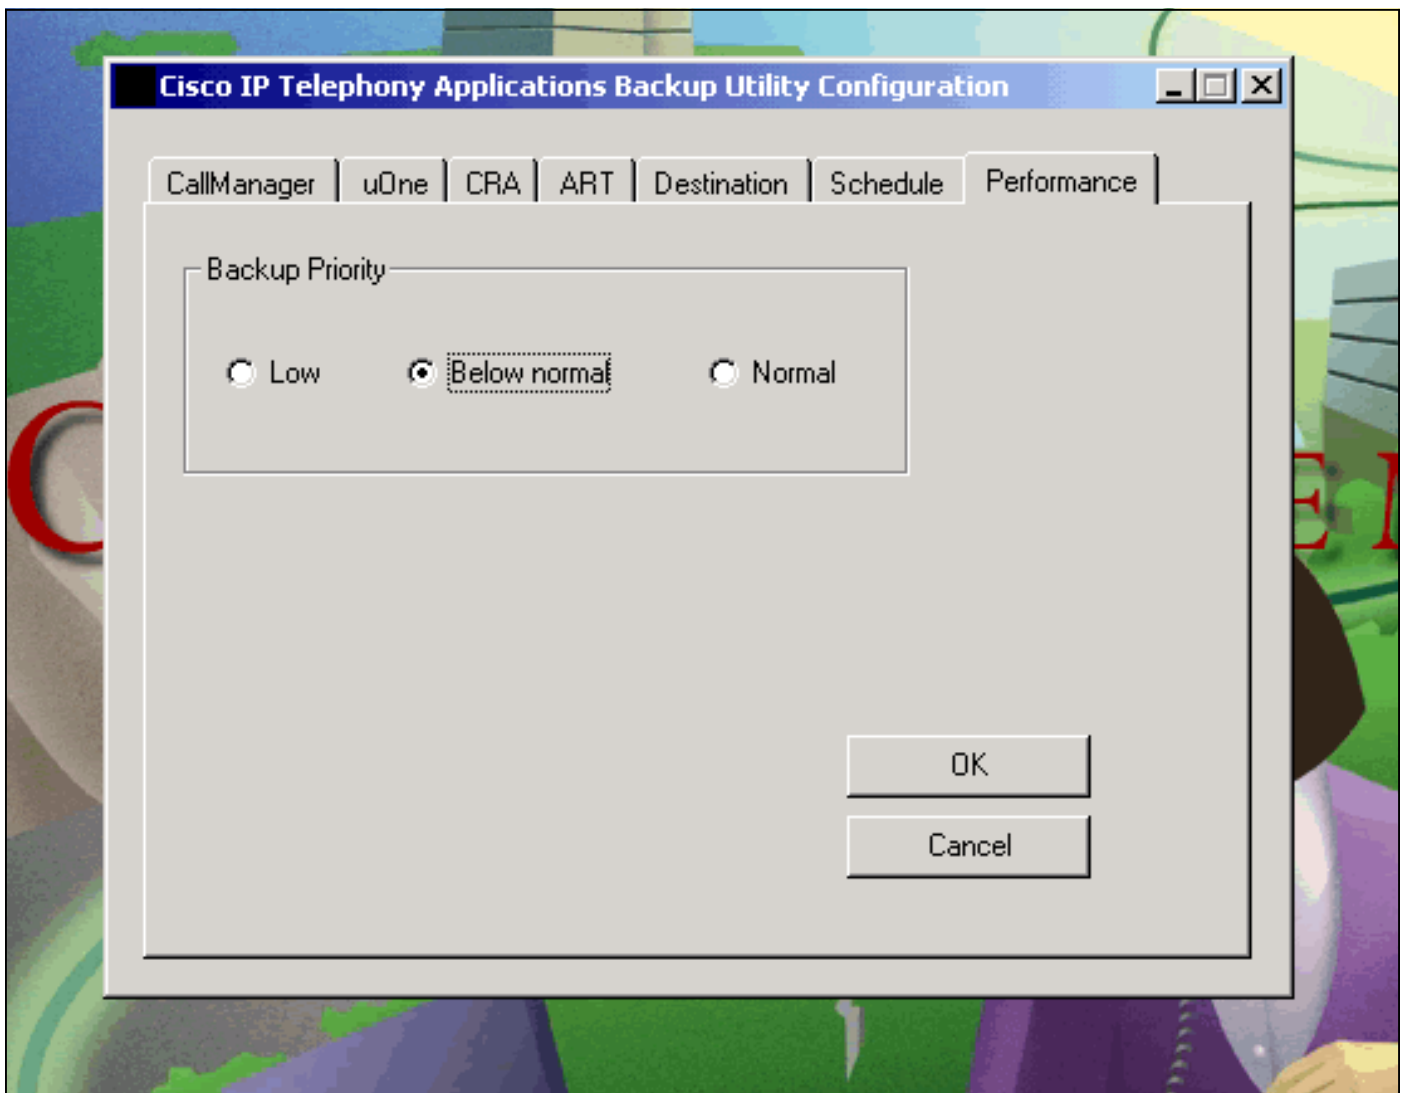 Cisco IP Telephony Applications Backup Utility Configuration
CallManager uOne CRA ART Destination Schedule Performance
Backup Priority
Low Below normal Normal
C E
OK
Cancel